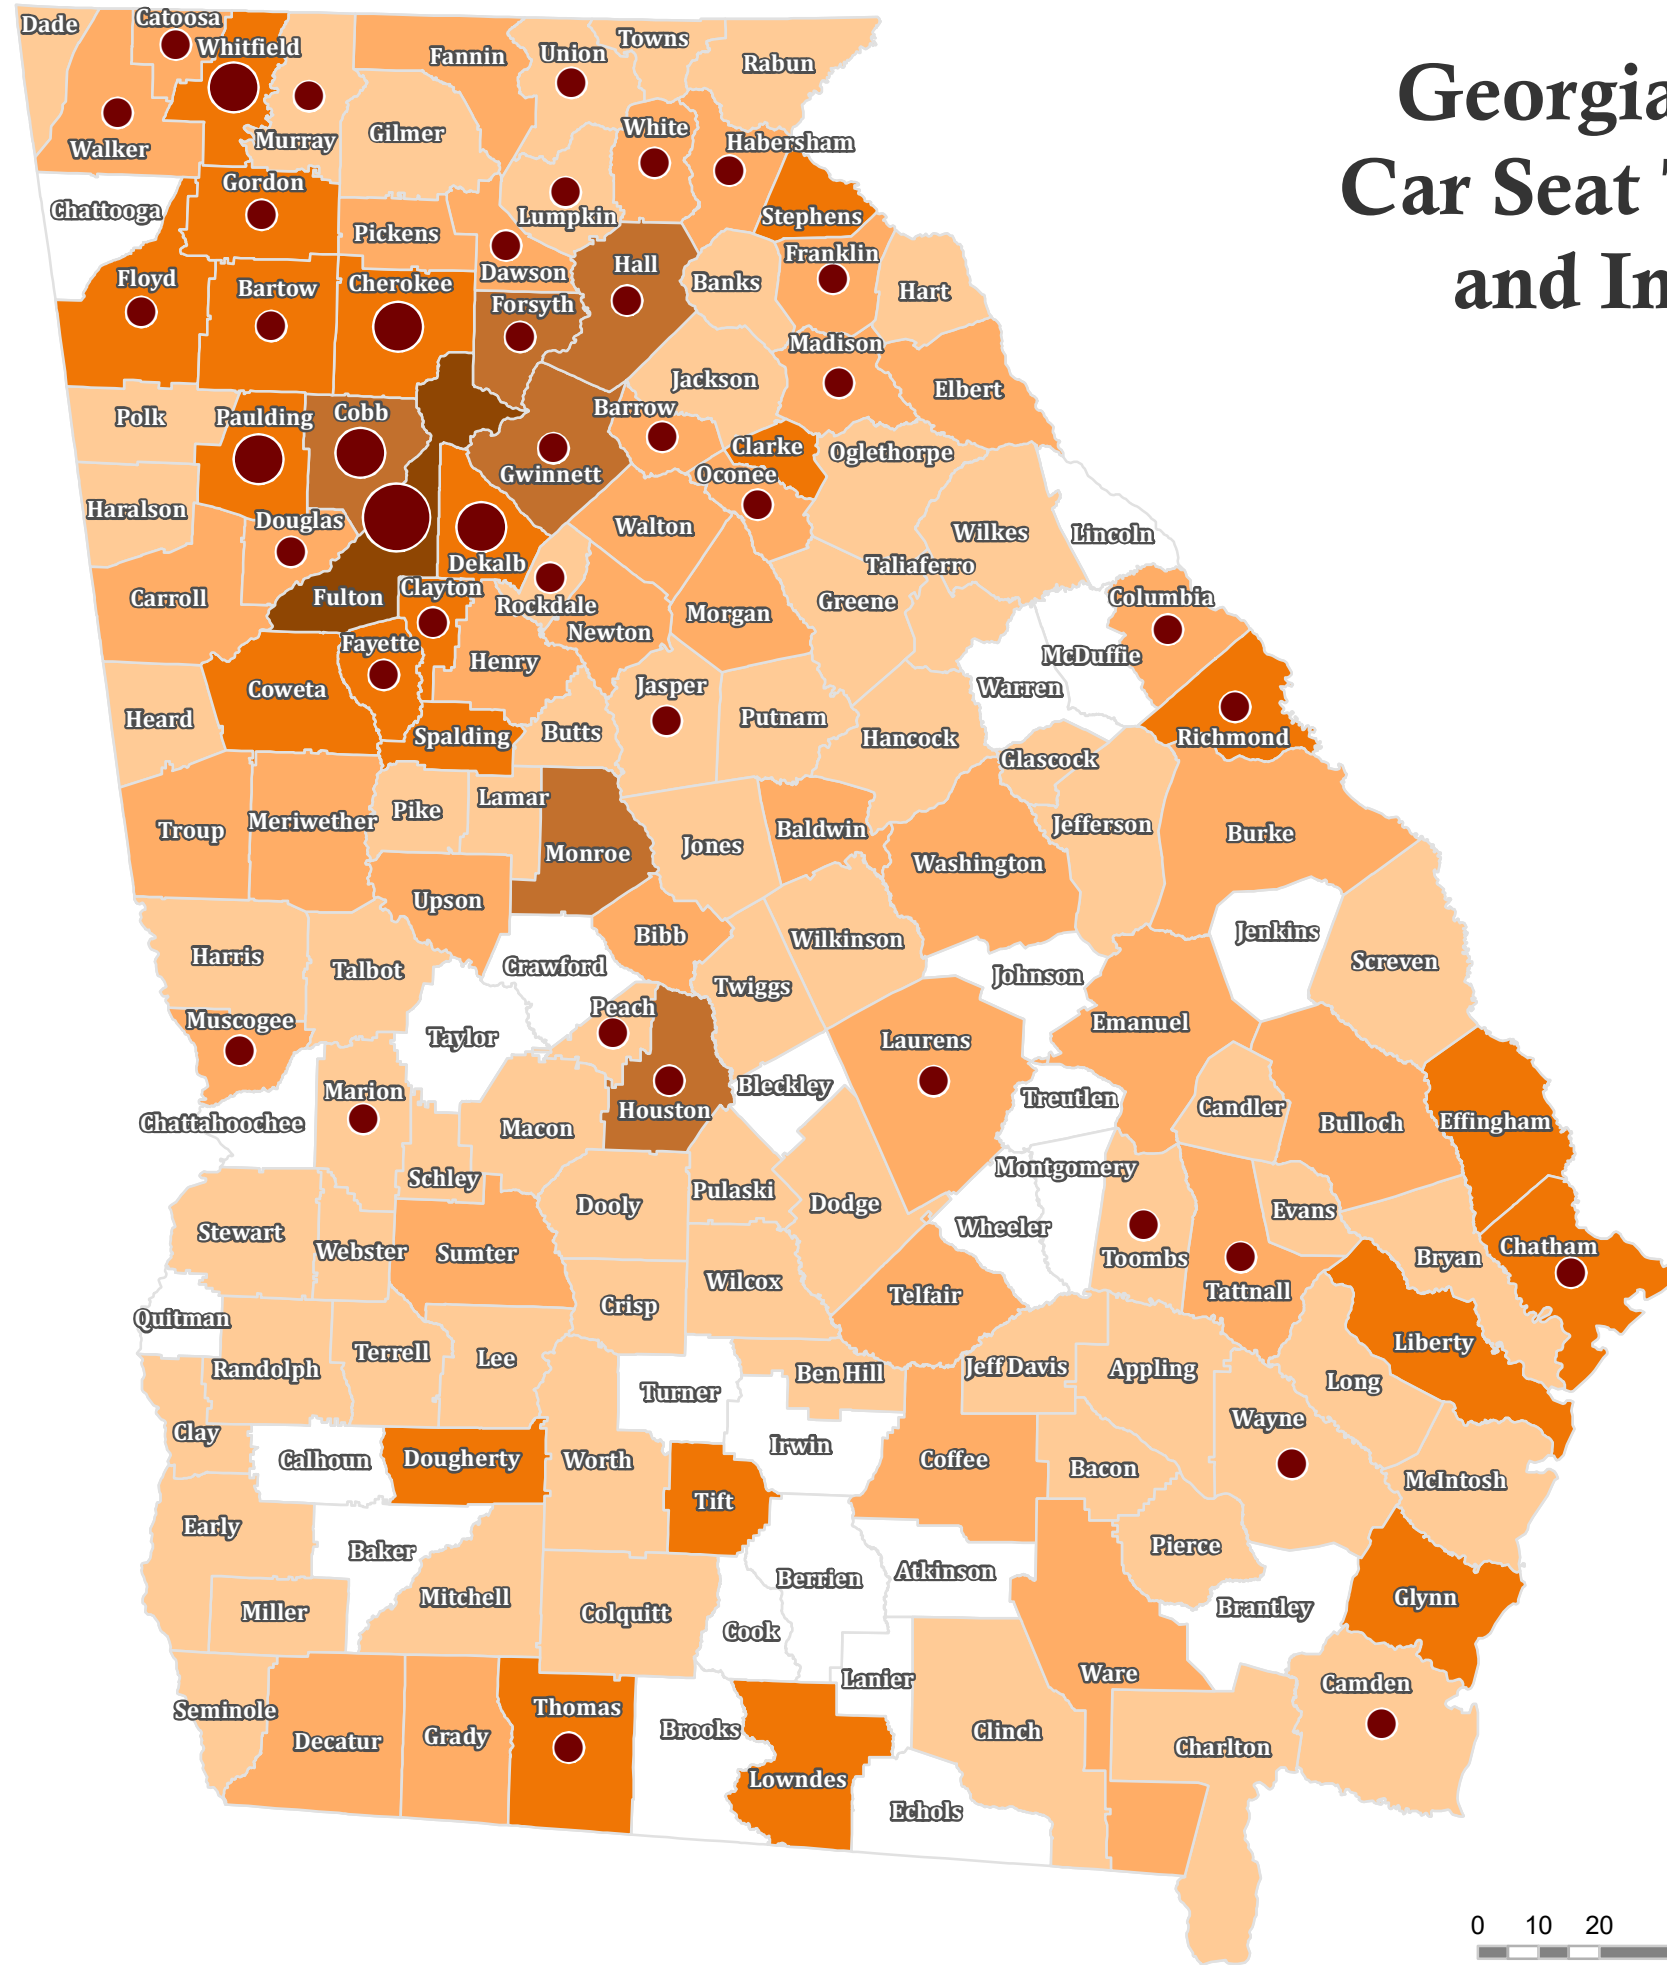 Georgia
Car Seat
and In
Dade
Catoosa
Whitfield
Fannin
Union
Towns
Rabun
Walker
Murray
Gilmer
White
Habersham
Chattooga
Gordon
Pickens
Lumpkin
Stephens
Floyd
Bartow
Cherokee
Dawson
Hall
Banks
Franklin
Hart
Forsyth
Madison
Elbert
Polk
Paulding
Cobb
Barrow
Jackson
Clarke
Oglethorpe
Gwinnett
Oconee
Haralson
Douglas
Walton
Wilkes
Lincoln
Dekalb
Taliaferro
Carroll
Fulton
Clayton
Rockdale
Newton
Morgan
Greene
Columbia
Fayette
Henry
McDuffie
Coweta
Jasper
Warren
Heard
Spalding
Butts
Putnam
Hancock
Richmond
Glascock
Troup
Meriwether
Pike
Lamar
Monroe
Jones
Baldwin
Washington
Jefferson
Burke
Upson
Bibb
Wilkinson
Jenkins
Harris
Talbot
Crawford
Twiggs
Johnson
Screven
Muscogee
Taylor
Peach
Laurens
Emanuel
Chattahoochee
Marion
Macon
Houston
Bleckley
Treutlen
Candler
Bulloch
Effingham
Schley
Dooly
Pulaski
Dodge
Montgomery
Stewart
Webster
Sumter
Wheeler
Toombs
Evans
Bryan
Chatham
Wilcox
Tattnall
Quitman
Crisp
Telfair
Liberty
Randolph
Terrell
Lee
Turner
Ben Hill
Jeff Davis
Appling
Long
Clay
Calhoun
Dougherty
Worth
Irwin
Coffee
Bacon
Wayne
McIntosh
Early
Baker
Tift
Pierce
Miller
Mitchell
Colquitt
Berrien
Atkinson
Brantley
Glynn
Cook
Seminole
Decatur
Grady
Thomas
Brooks
Lanier
Ware
Camden
Clinch
Charlton
Lowndes
Echols
0 10 20